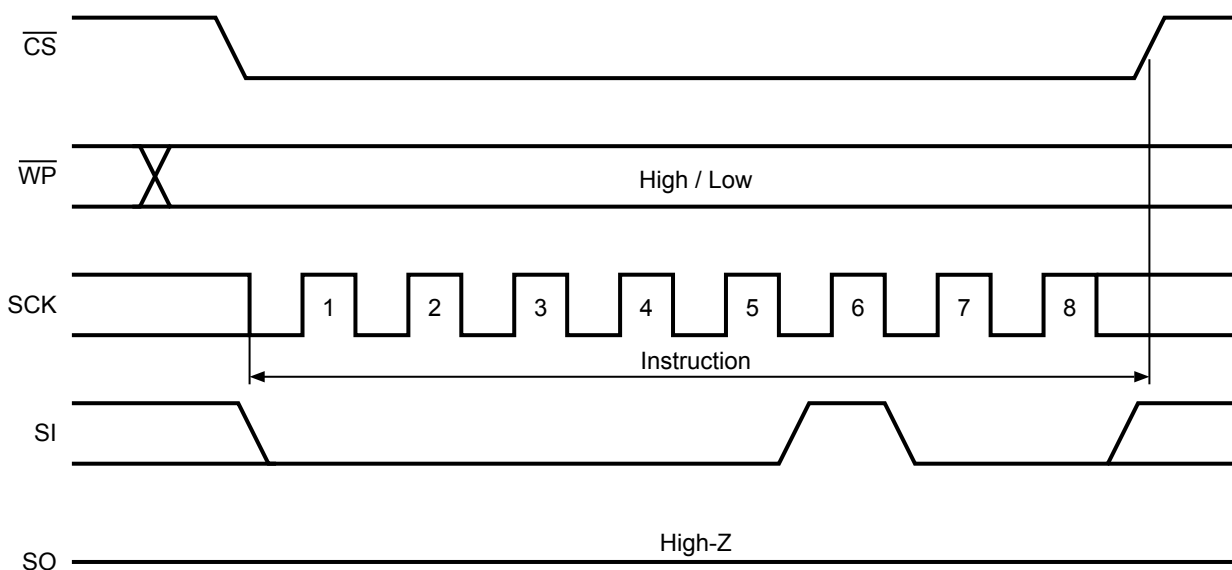 CS
WP
High / Low
SCK
1 2 3 4 5 6 7 8
Instruction
SI
High-Z
SO